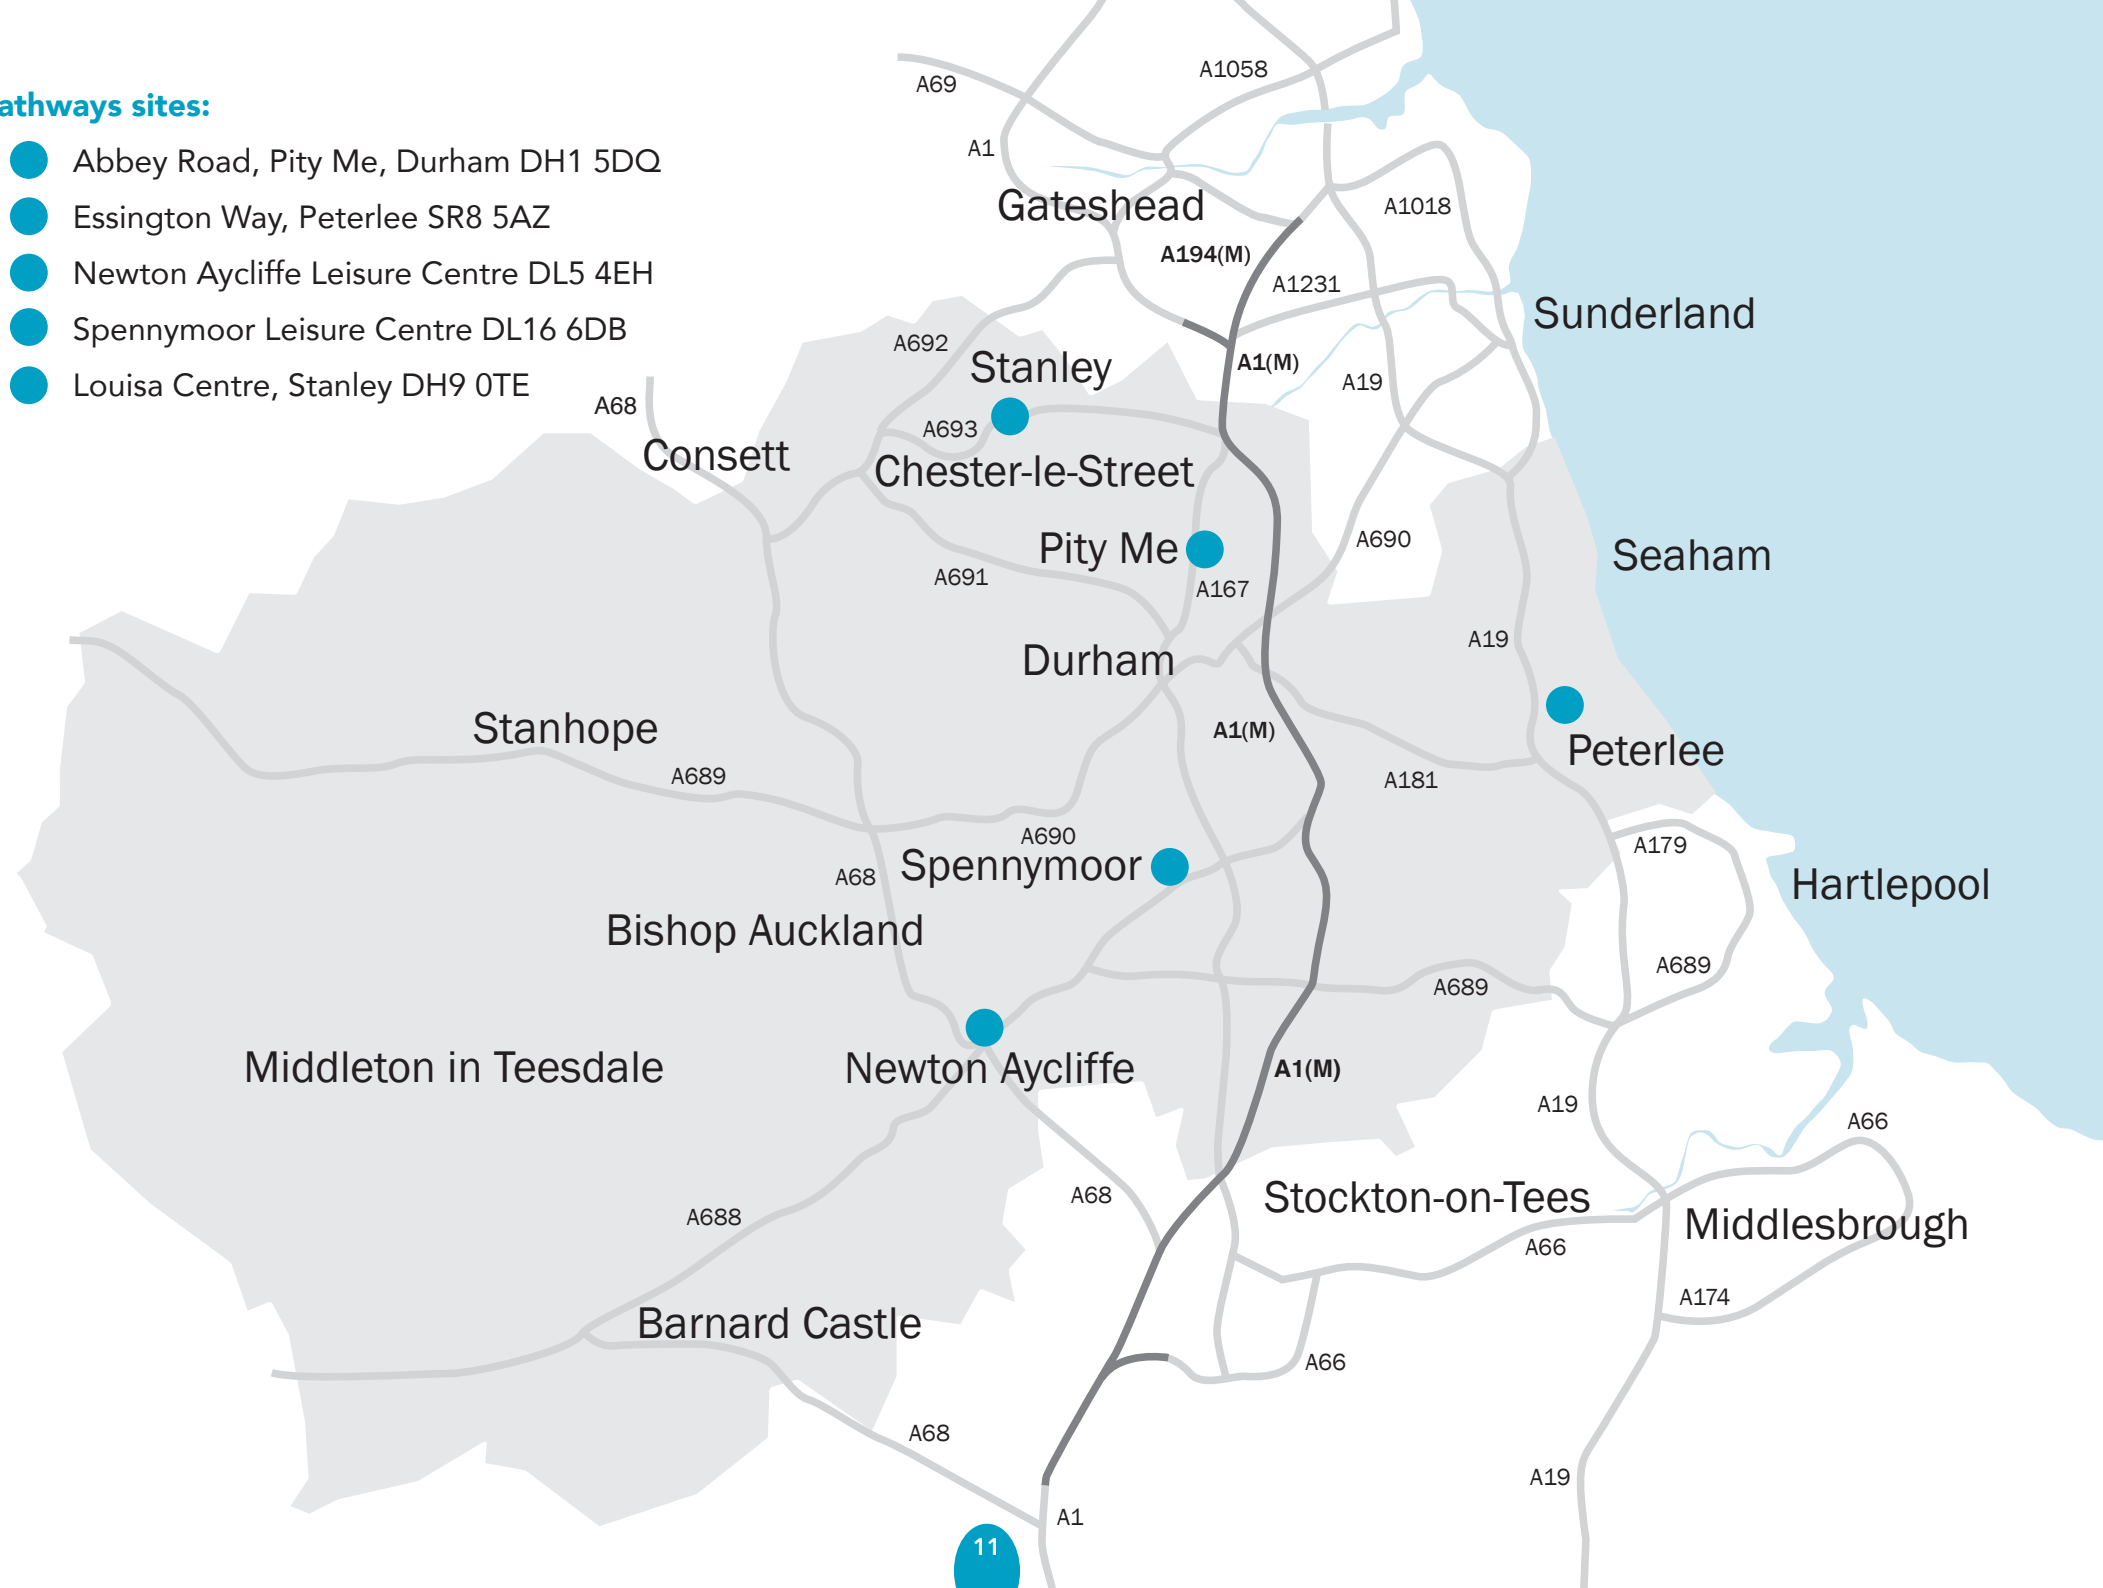 athways sites:
Abbey Road, Pity Me, Durham DH1 5DQ
Essington Way, Peterlee SR8 5AZ
Newton Aycliffe Leisure Centre DL5 4EH
Spennymoor Leisure Centre DL16 6DB
Louisa Centre, Stanley DH9 0TE
A1058
A69
A1
Gateshead
A1018
A194(M)
A1231
Sunderland
A692
Stanley
A1(M)
A19
A68
A693
Consett
Chester-le-Street
Pity Me
A690
Seaham
A691
A167
A19
Durham
Stanhope
A1(M)
Peterlee
A689
A181
A690
A179
Spennymoor
A68
Hartlepool
Bishop Auckland
A689
A689
Middleton in Teesdale
Newton Aycliffe
A1(M)
A19
A66
A68
Stockton-on-Tees
A688
Middlesbrough
A66
A174
Barnard Castle
A66
A68
A19
A1
11